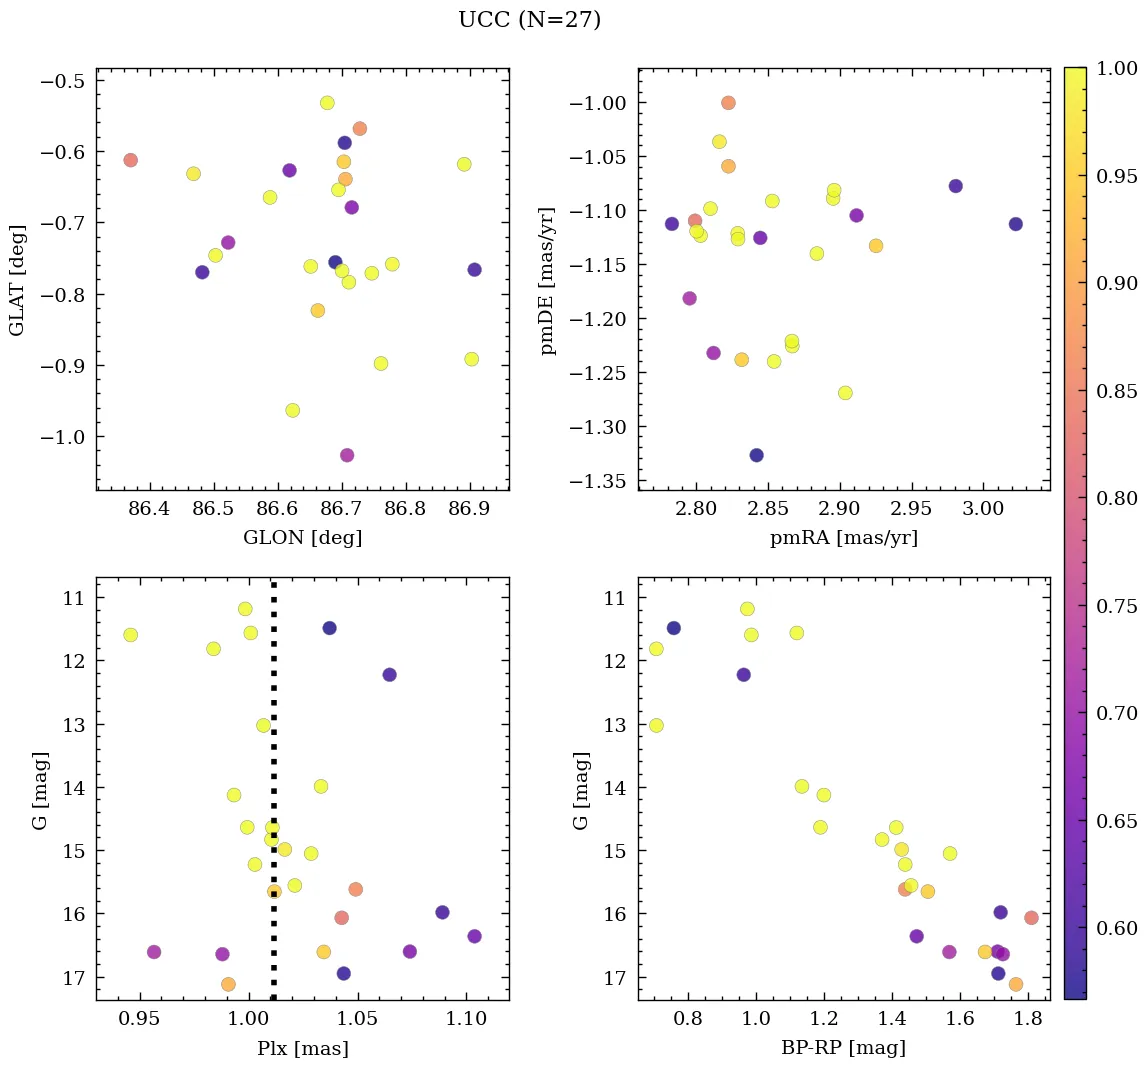 UCC (N=27)
−0.5
−0.6
−0.7
−0.8
−0.9
−1.0
GLAT [deg]
86.4 86.5 86.6 86.7 86.8 86.9
GLON [deg]
−1.00
−1.05
−1.10
−1.15
−1.20
−1.25
−1.30
−1.35
pmDE [mas/yr]
2.80 2.85 2.90 2.95 3.00
pmRA [mas/yr]
11
12
13
14
15
16
17
G [mag]
0.95 1.00 1.05 1.10
Plx [mas]
11
12
13
14
15
16
17
G [mag]
0.8 1.0 1.2 1.4 1.6 1.8
BP-RP [mag]
1.00
0.95
0.90
0.85
0.80
0.75
0.70
0.65
0.60